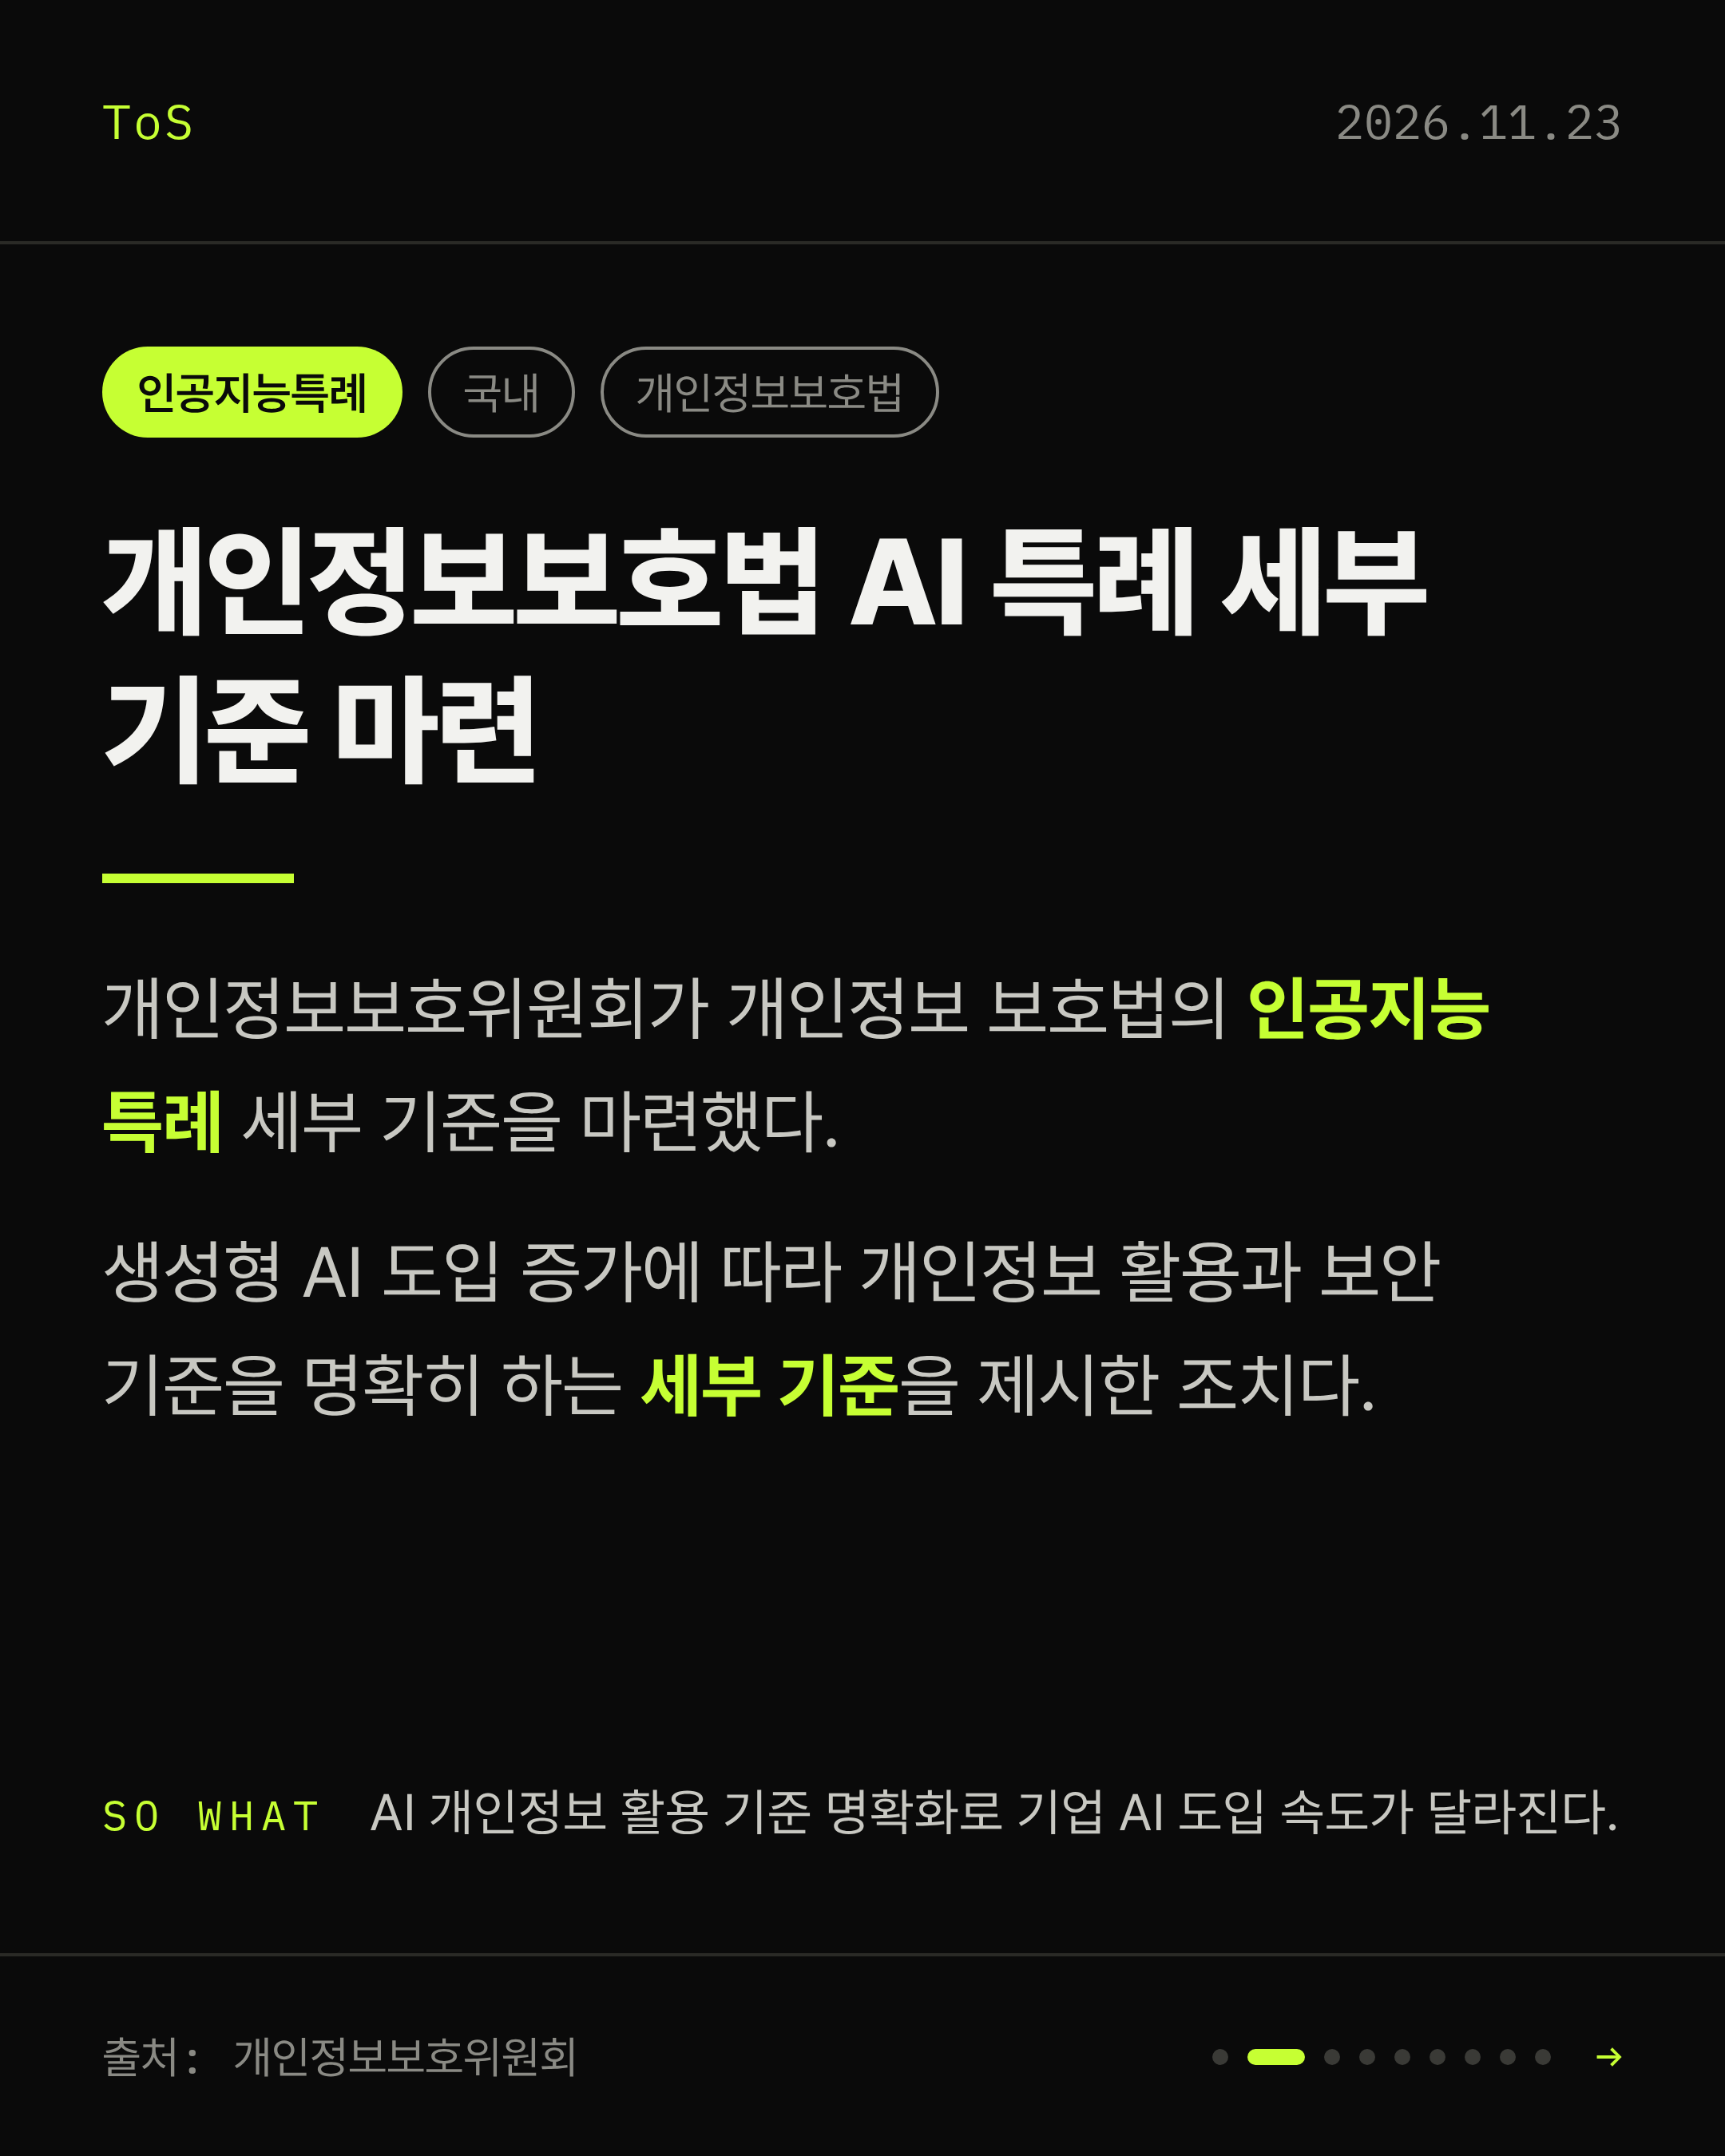 ToS
2026.11.23
인공지능특례
국내
개인정보보호법
개인정보보호법 AI 특례 세부
기준 마련
개인정보보호위원회가 개인정보 보호법의 인공지능
특례 세부 기준을 마련했다.
생성형 AI 도입 증가에 따라 개인정보 활용과 보안
기준을 명확히 하는 세부 기준을 제시한 조치다.
SO WHAT AI 개인정보 활용 기준 명확화로 기업 AI 도입 속도가 달라진다.
출처: 개인정보보호위원회
→